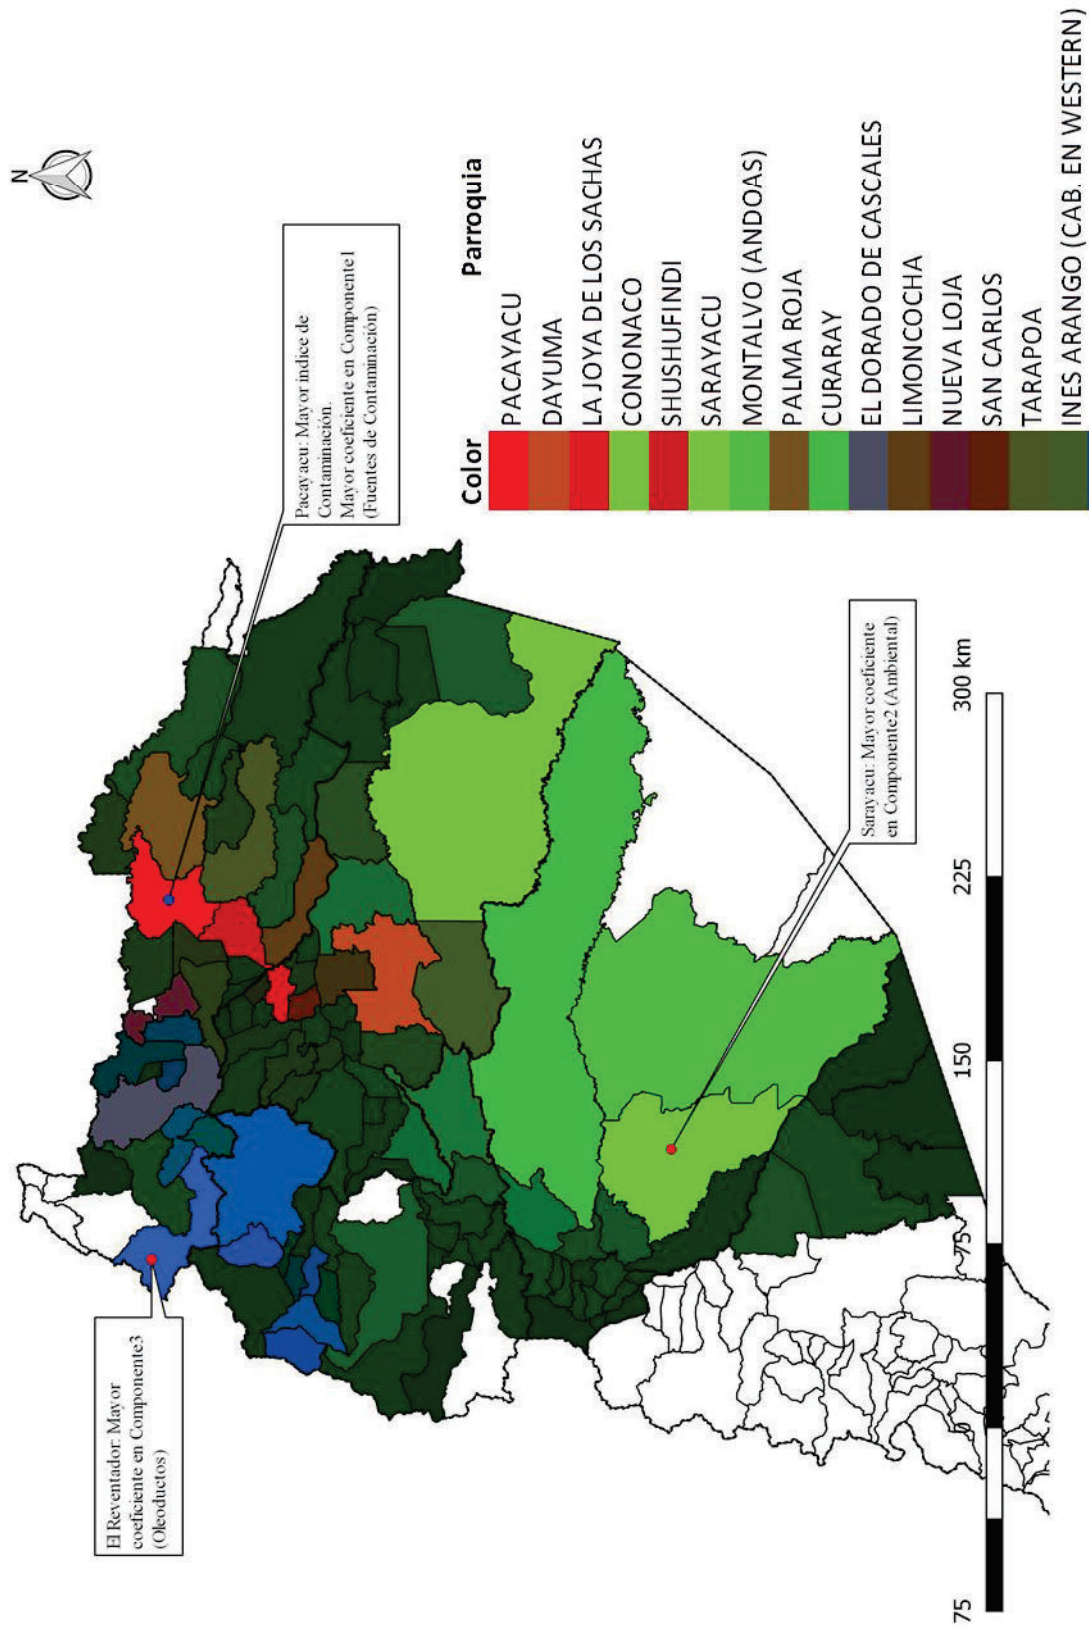 N
Pacayacu: Mayor índice de
Contaminación.
Mayor coeficiente en Componente1
(Fuentes de Contaminación)
El Reventador: Mayor
coeficiente en Componente3
(Oleoductos)
Sarayacu: Mayor coeficiente
en Componente2 (Ambiental)
Color Parroquia
PACAYACU
DAYUMA
LA JOYA DE LOS SACHAS
CONONACO
SHUSHUFINDI
SARAYACU
MONTALVO (ANDOAS)
PALMA ROJA
CURARAY
EL DORADO DE CASCALES
LIMONCOCHA
NUEVA LOJA
SAN CARLOS
TARAPOA
INES ARANGO (CAB. EN WESTERN)
75 0 75 150 225 300 km